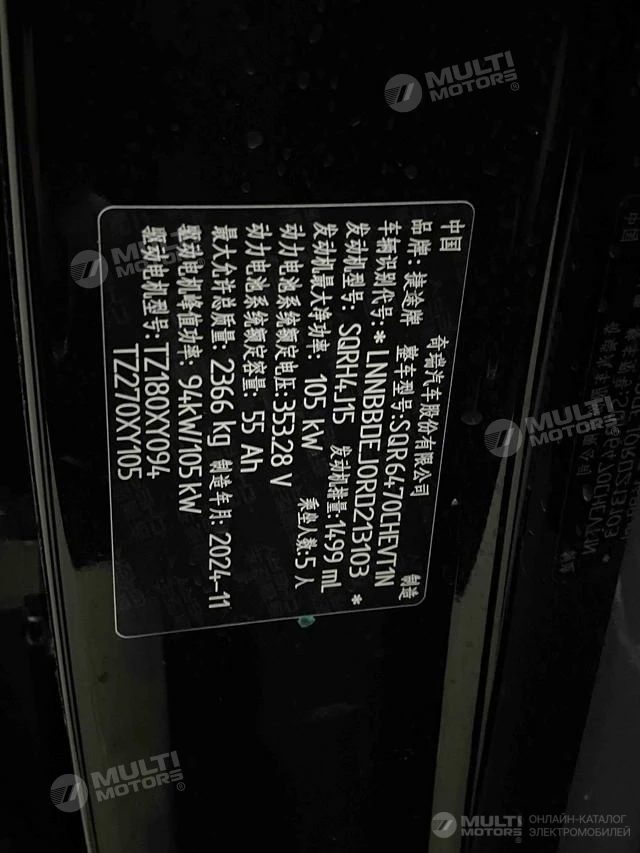 中国 奇瑞汽车股份有限公司 制造
品牌：捷途牌 整车型号:SQR6470CHEVT1N
车辆识别代号:*LNNBBDEJ0RD213103*
发动机型号: SQRH4J15 发动机排量:1499 mL
发动机最大净功率: 105 kW 乘坐人数:5人
动力电池系统额定电压:353.28 V
动力电池系统额定容量: 55 Ah
最大允许总质量: 2366 kg 制造年月: 2024-11
驱动电机峰值功率: 94kW/105kW
驱动电机型号: TZ180XY094
TZ270XY105
MULTI
MOTORS®
MULTI
MOTORS®
MULTI
MOTORS®
MULTI
MOTORS®
MULTI
MOTORS®
ОНЛАЙН-КАТАЛОГ
ЭЛЕКТРОМОБИЛЕЙ